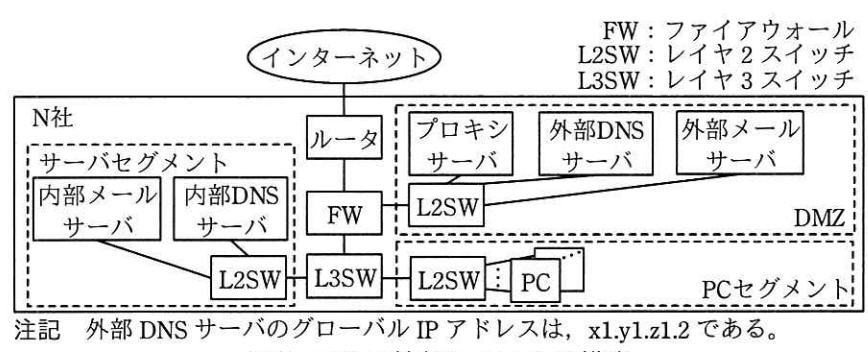 FW：ファイアウォール
L2SW：レイヤ2スイッチ
L3SW：レイヤ3スイッチ
インターネット
N社
ルータ
プロキシ
サーバ
外部DNS
サーバ
外部メール
サーバ
サーバセグメント
内部メール
サーバ
内部DNS
サーバ
FW
L2SW
DMZ
L2SW
L3SW
L2SW
PC
PCセグメント
注記　外部 DNS サーバのグローバル IP アドレスは，x1.y1.z1.2 である。